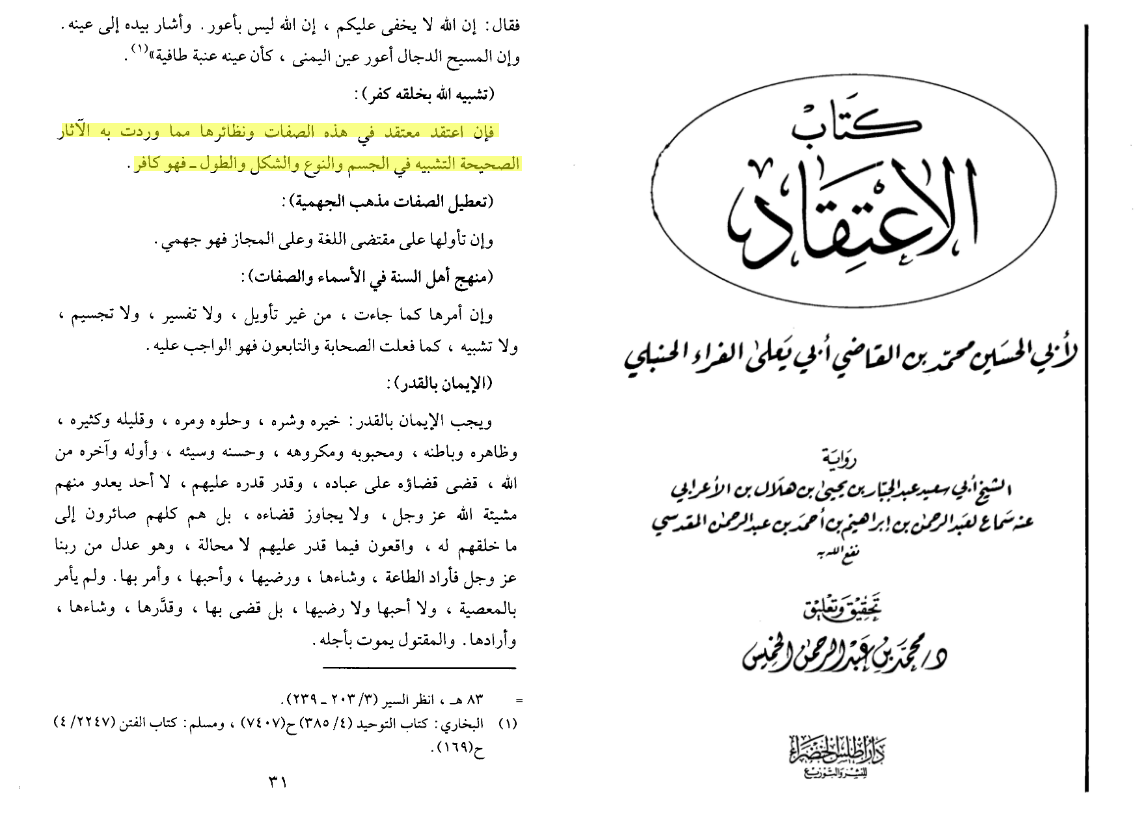 كتاب
الاعتقاد
لأبي الحسين محمد بن القاضي أبي يعلى الفراء الحنبلي
رواية
الشيخ أبي سعيد عبد الجبار بن يحيى بن هلال بن الأعرابي
عنه سماع لعبد الرحمن بن إبراهيم بن أحمد بن عبد الرحمن المقدسي
نفع الله به
تحقيق وتعليق
د/ محمد بن عبد الرحمن الخميس
دار أطلس الخضراء
للنشر والتوزيع
فقال: إن الله لا يخفى عليكم ، إن الله ليس بأعور. وأشار بيده إلى عينه.
وإن المسيح الدجال أعور عين اليمنى ، كأن عينه عنبة طافية»(١).
(تشبيه الله بخلقه كفر):
فإن اعتقد معتقد في هذه الصفات ونظائرها مما وردت به الآثار
الصحيحة التشبيه في الجسم والنوع والشكل والطول ـ فهو كافر.
(تعطيل الصفات مذهب الجهمية):
وإن تأولها على مقتضى اللغة وعلى المجاز فهو جهمي.
(منهج أهل السنة في الأسماء والصفات):
وإن أمرها كما جاءت ، من غير تأويل ، ولا تفسير ، ولا تجسيم ،
ولا تشبيه ، كما فعلت الصحابة والتابعون فهو الواجب عليه.
(الإيمان بالقدر):
ويجب الإيمان بالقدر: خيره وشره ، وحلوه ومره ، وقليله وكثيره ،
وظاهره وباطنه ، ومحبوبه ومكروهه ، وحسنه وسيئه ، وأوله وآخره من
الله ، قضى قضاؤه على عباده ، وقدر قدره عليهم ، لا أحد يعدو منهم
مشيئة الله عز وجل ، ولا يجاوز قضاءه ، بل هم كلهم صائرون إلى
ما خلقهم له ، واقعون فيما قدر عليهم لا محالة ، وهو عدل من ربنا
عز وجل فأراد الطاعة ، وشاءها ، ورضيها ، وأحبها ، وأمر بها. ولم يأمر
بالمعصية ، ولا أحبها ولا رضيها ، بل قضى بها ، وقدَّرها ، وشاءها ،
وأرادها. والمقتول يموت بأجله.
= ٨٣ هـ ، انظر السير (٣/ ٢٠٣ ـ ٢٣٩).
(١) البخاري: كتاب التوحيد (٤/ ٣٨٥) ح(٧٤٠٧) ، ومسلم: كتاب الفتن (٤/٢٢٤٧)
ح(١٦٩).
٣١